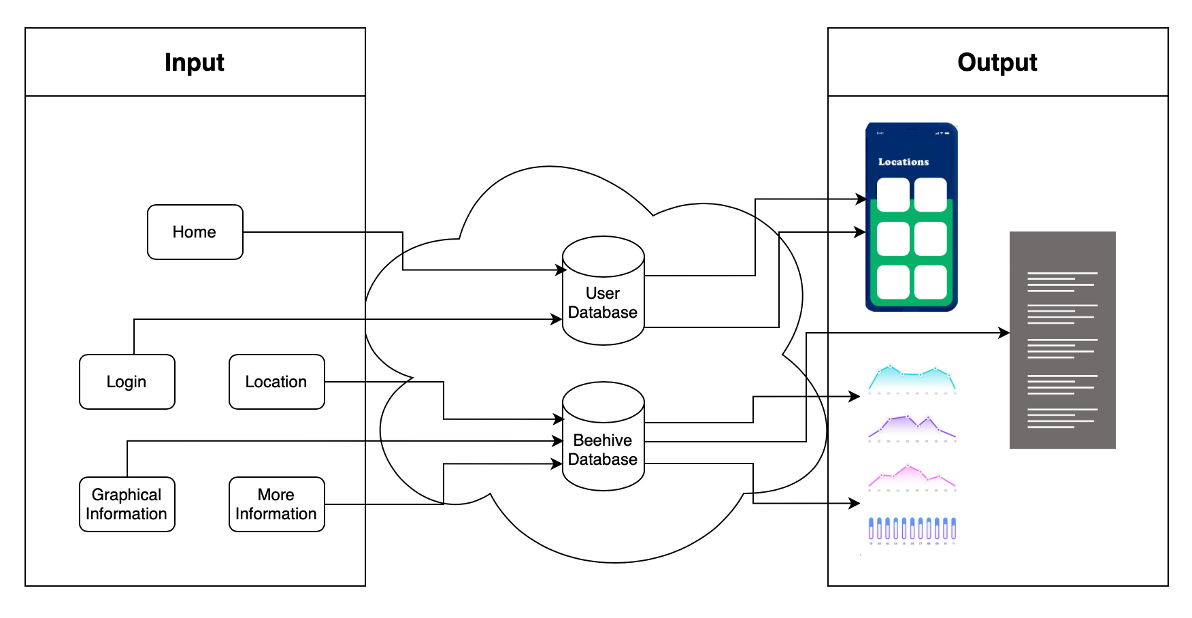 Input
Output
Locations
Home
User
Database
Login
Location
Beehive
Database
Graphical
Information
More
Information